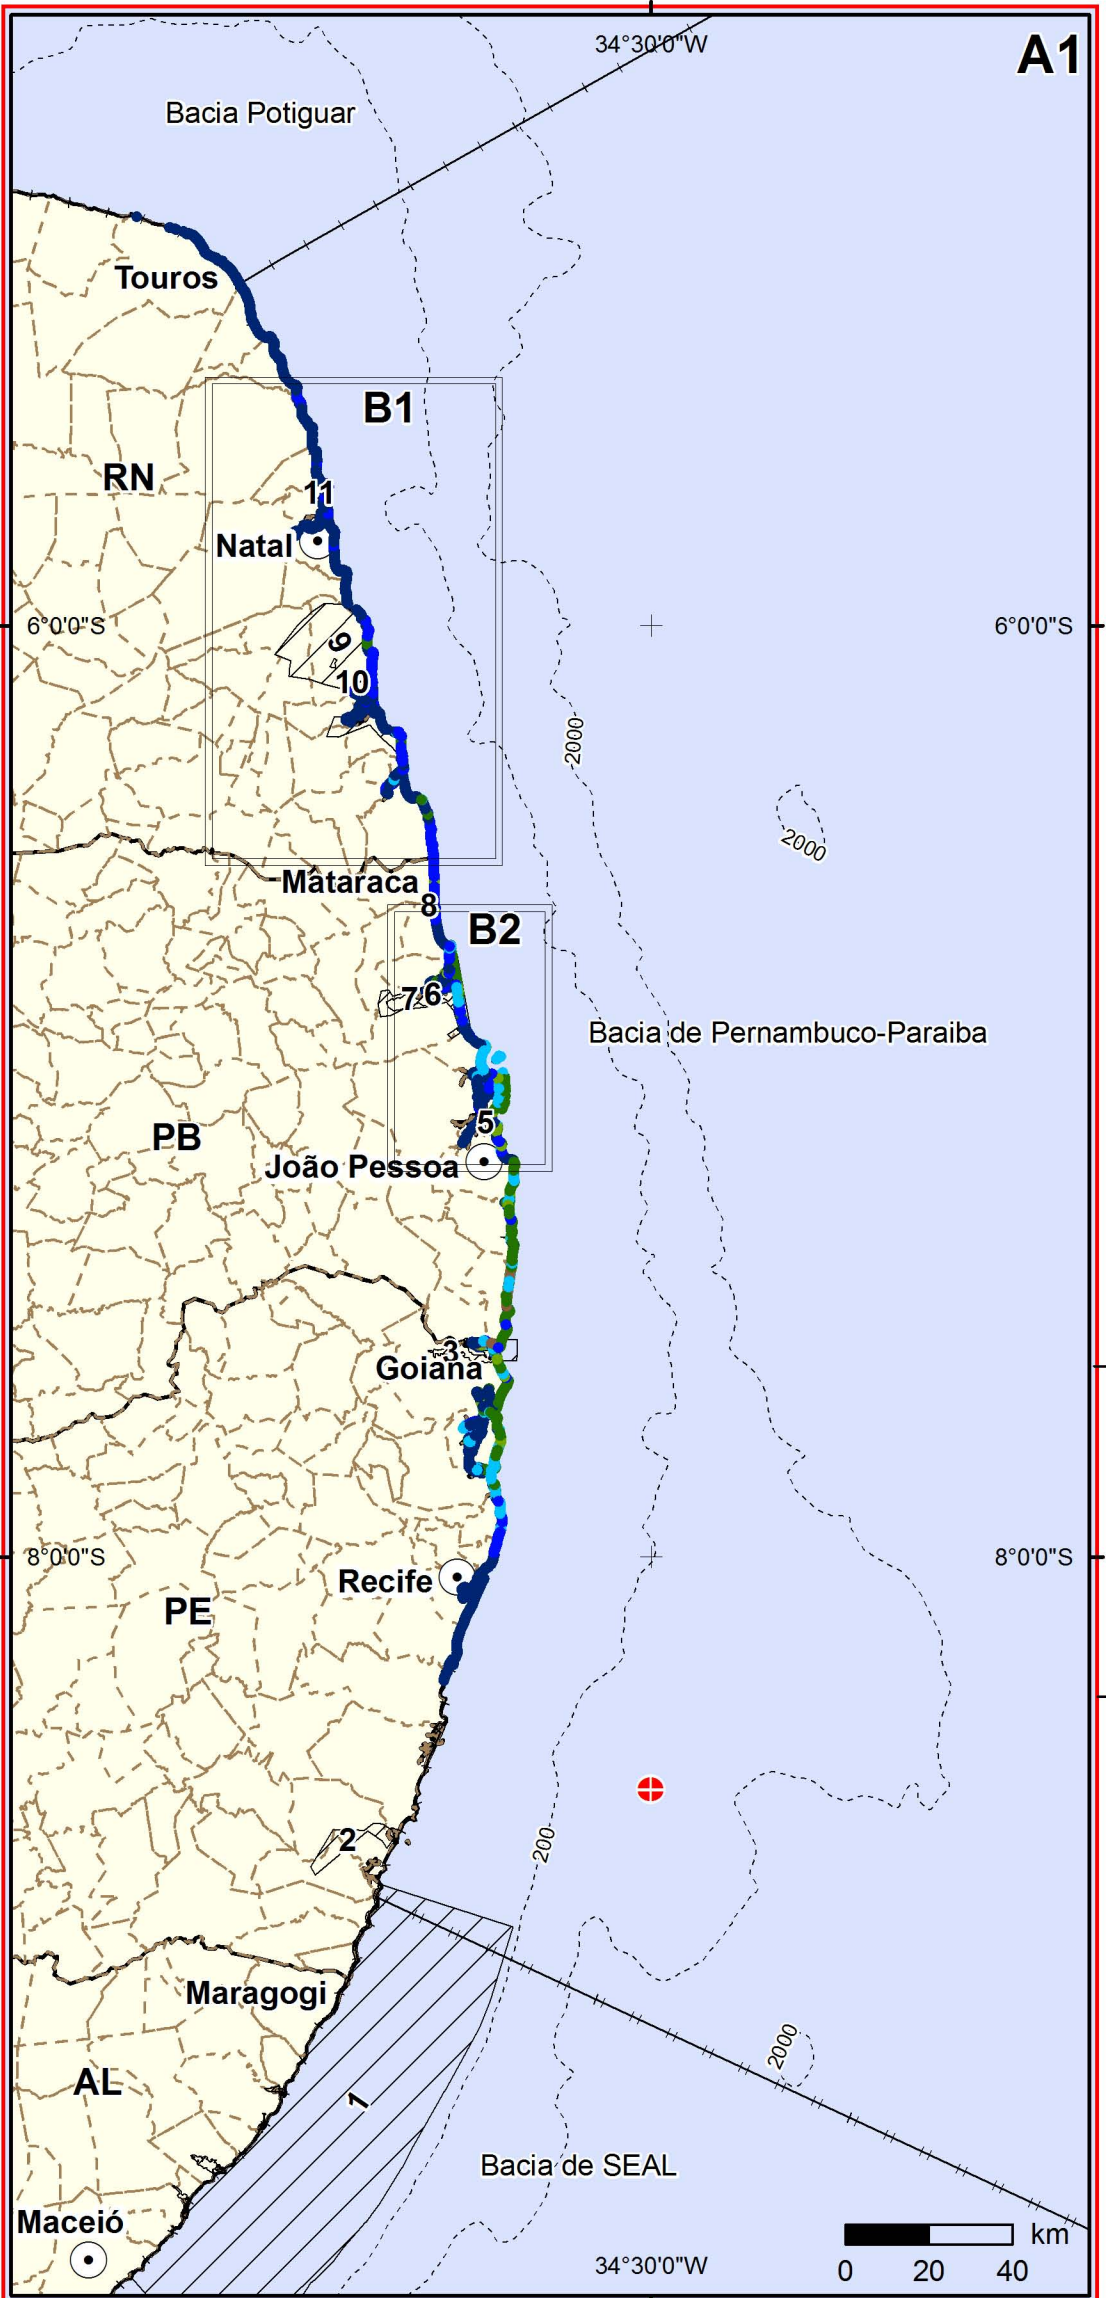 34°30'0"W
A1
Bacia Potiguar
Touros
B1
RN
11
Natal
6°0'0"S
6°0'0"S
9
10
2000
2000
Mataraca
8
B2
7
6
Bacia de Pernambuco-Paraiba
5
PB
João Pessoa
3
Goiana
8°0'0"S
8°0'0"S
Recife
PE
2
200
Maragogi
2000
AL
1
Bacia de SEAL
Maceió
km
34°30'0"W
0 20 40